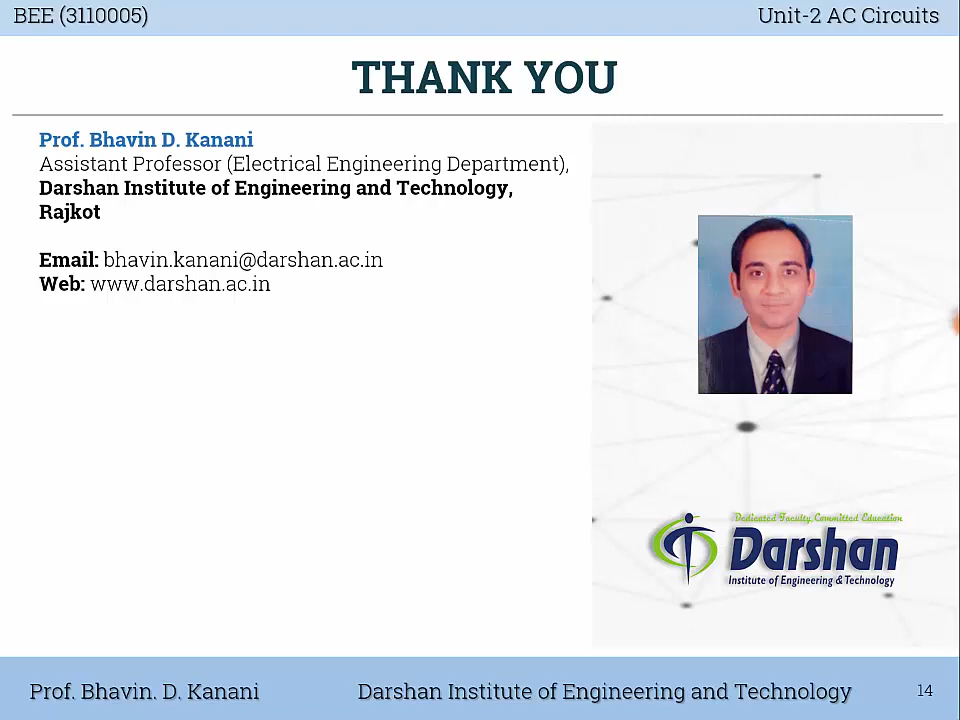 BEE (3110005)
Unit-2 AC Circuits
THANK YOU
Prof. Bhavin D. Kanani
Assistant Professor (Electrical Engineering Department),
Darshan Institute of Engineering and Technology,
Rajkot
Email: bhavin.kanani@darshan.ac.in
Web: www.darshan.ac.in
Dedicated Faculty, Committed Education
Darshan
Institute of Engineering & Technology
Prof. Bhavin. D. Kanani
Darshan Institute of Engineering and Technology
14